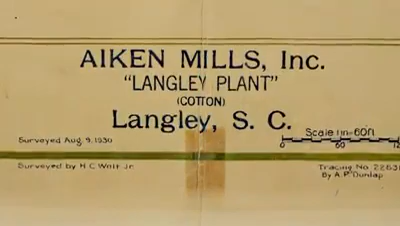 AIKEN MILLS, Inc.
"LANGLEY PLANT"
(COTTON)
Langley, S. C.
Scale 1in=60ft
0 60
Surveyed Aug. 9, 1930
Surveyed by H.C. Wolf Jr.
Tracing No.
By A.P. Dunlap